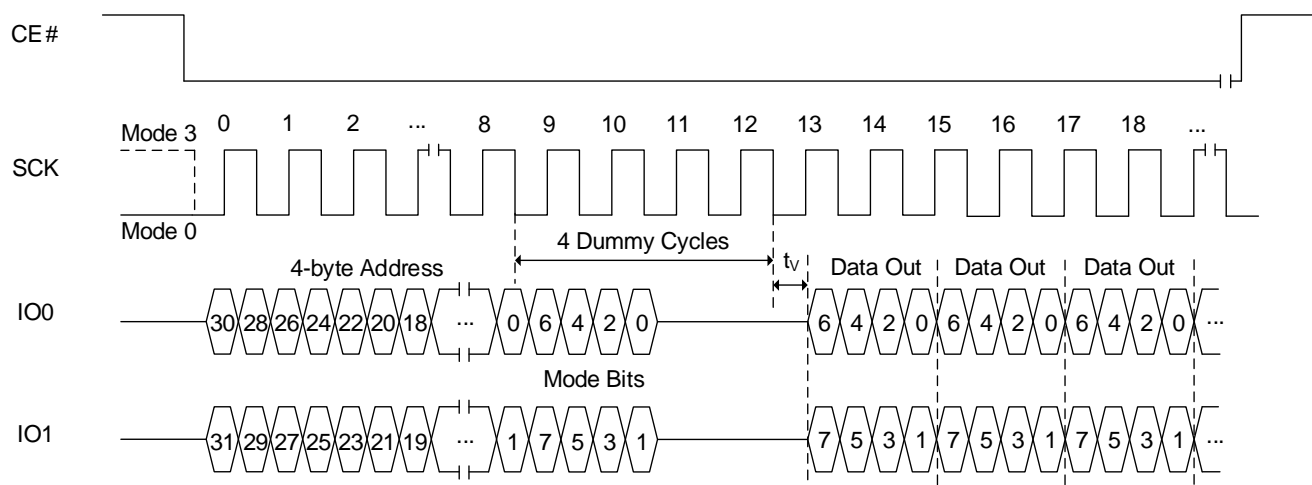 CE#
Mode 3
0 1 2 ... 8 9 10 11 12 13 14 15 16 17 18 ...
SCK
Mode 0
4 Dummy Cycles
4-byte Address
tV
Data Out Data Out Data Out
IO0
30 28 26 24 22 20 18 ... 0 6 4 2 0 6 4 2 0 6 4 2 0 6 4 2 0 ...
Mode Bits
IO1
31 29 27 25 23 21 19 ... 1 7 5 3 1 7 5 3 1 7 5 3 1 7 5 3 1 ...